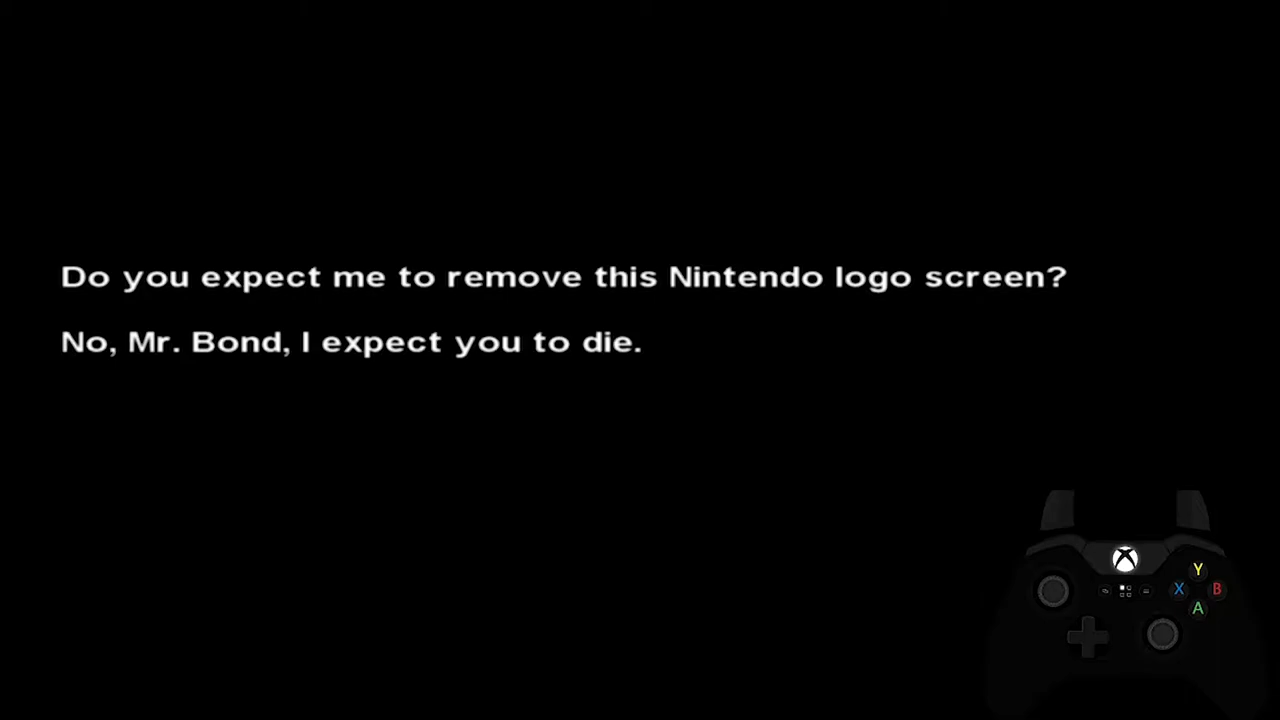 Do you expect me to remove this Nintendo logo screen?
No, Mr. Bond, I expect you to die.
Y
X B
A